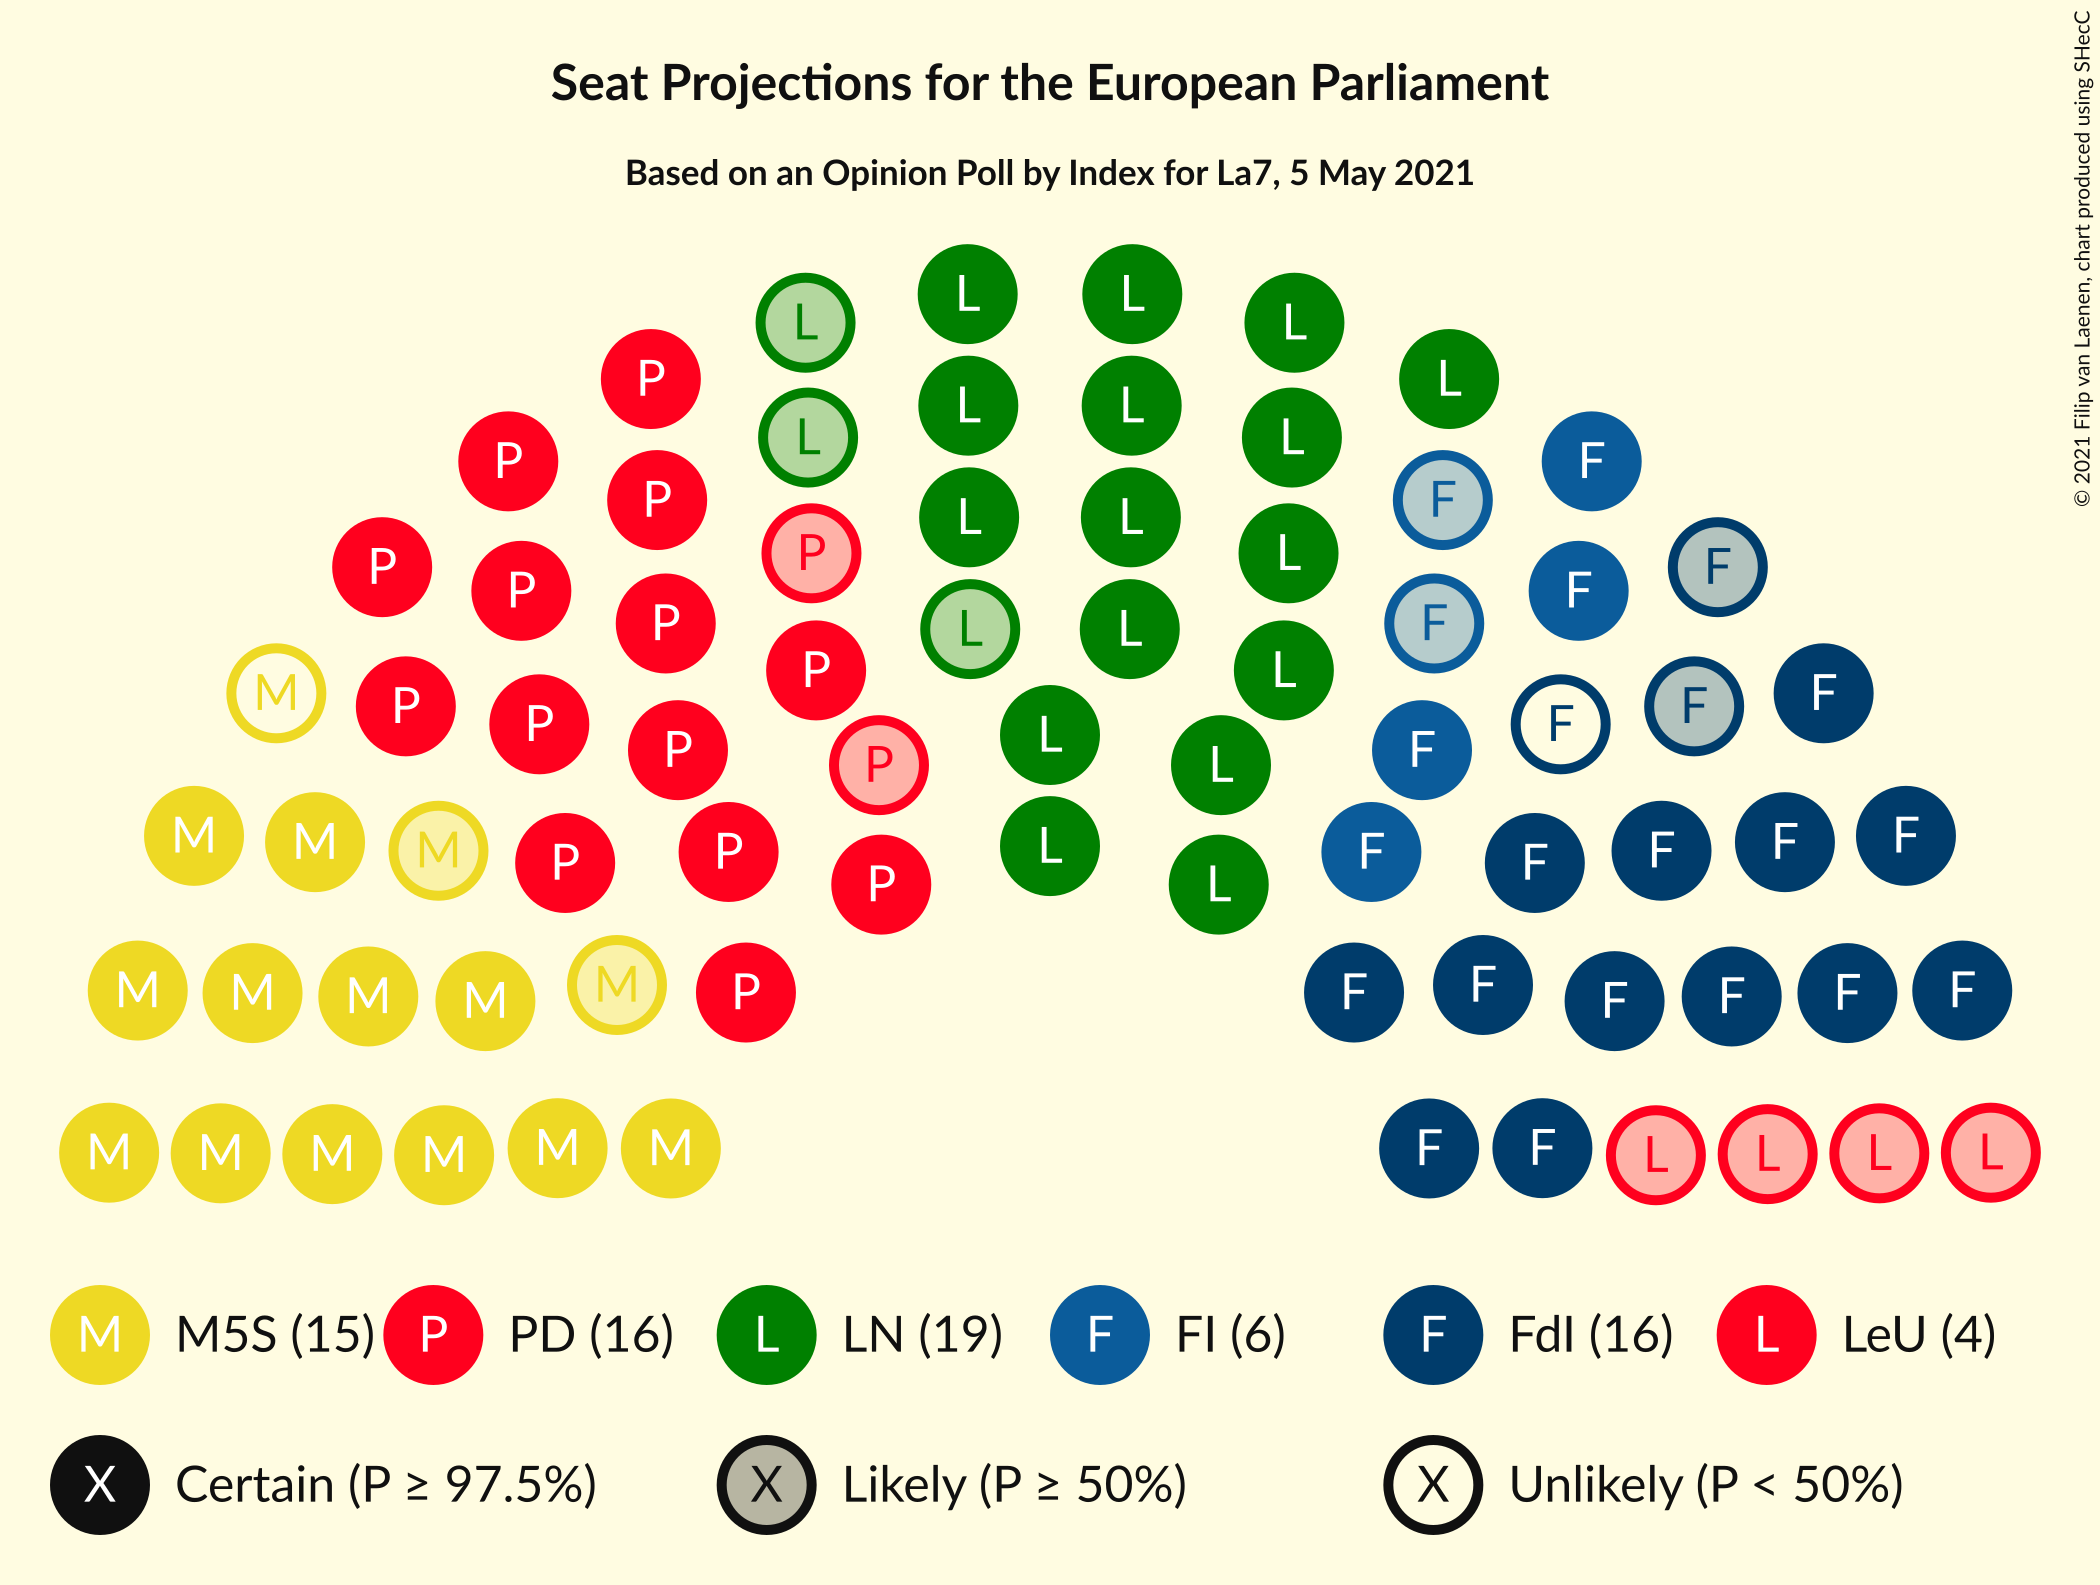 Seat Projections for the European Parliament
Based on an Opinion Poll by Index for La7, 5 May 2021
© 2021 Filip van Laenen, chart produced using SHecC
L L
L L
L L
P L
L L
L L L
P F
P F
L L
P L F
P F
P F
P L L
P F
M P P L L F
P L F
P P F F
P L
M M M P P P L L F F F F F
M M M M M P P F F F F F F
M M M M M M F F L L L L
M M5S (15) P PD (16) L LN (19) F FI (6) F FdI (16) L LeU (4)
X Certain (P ≥ 97.5%) X Likely (P ≥ 50%) X Unlikely (P < 50%)